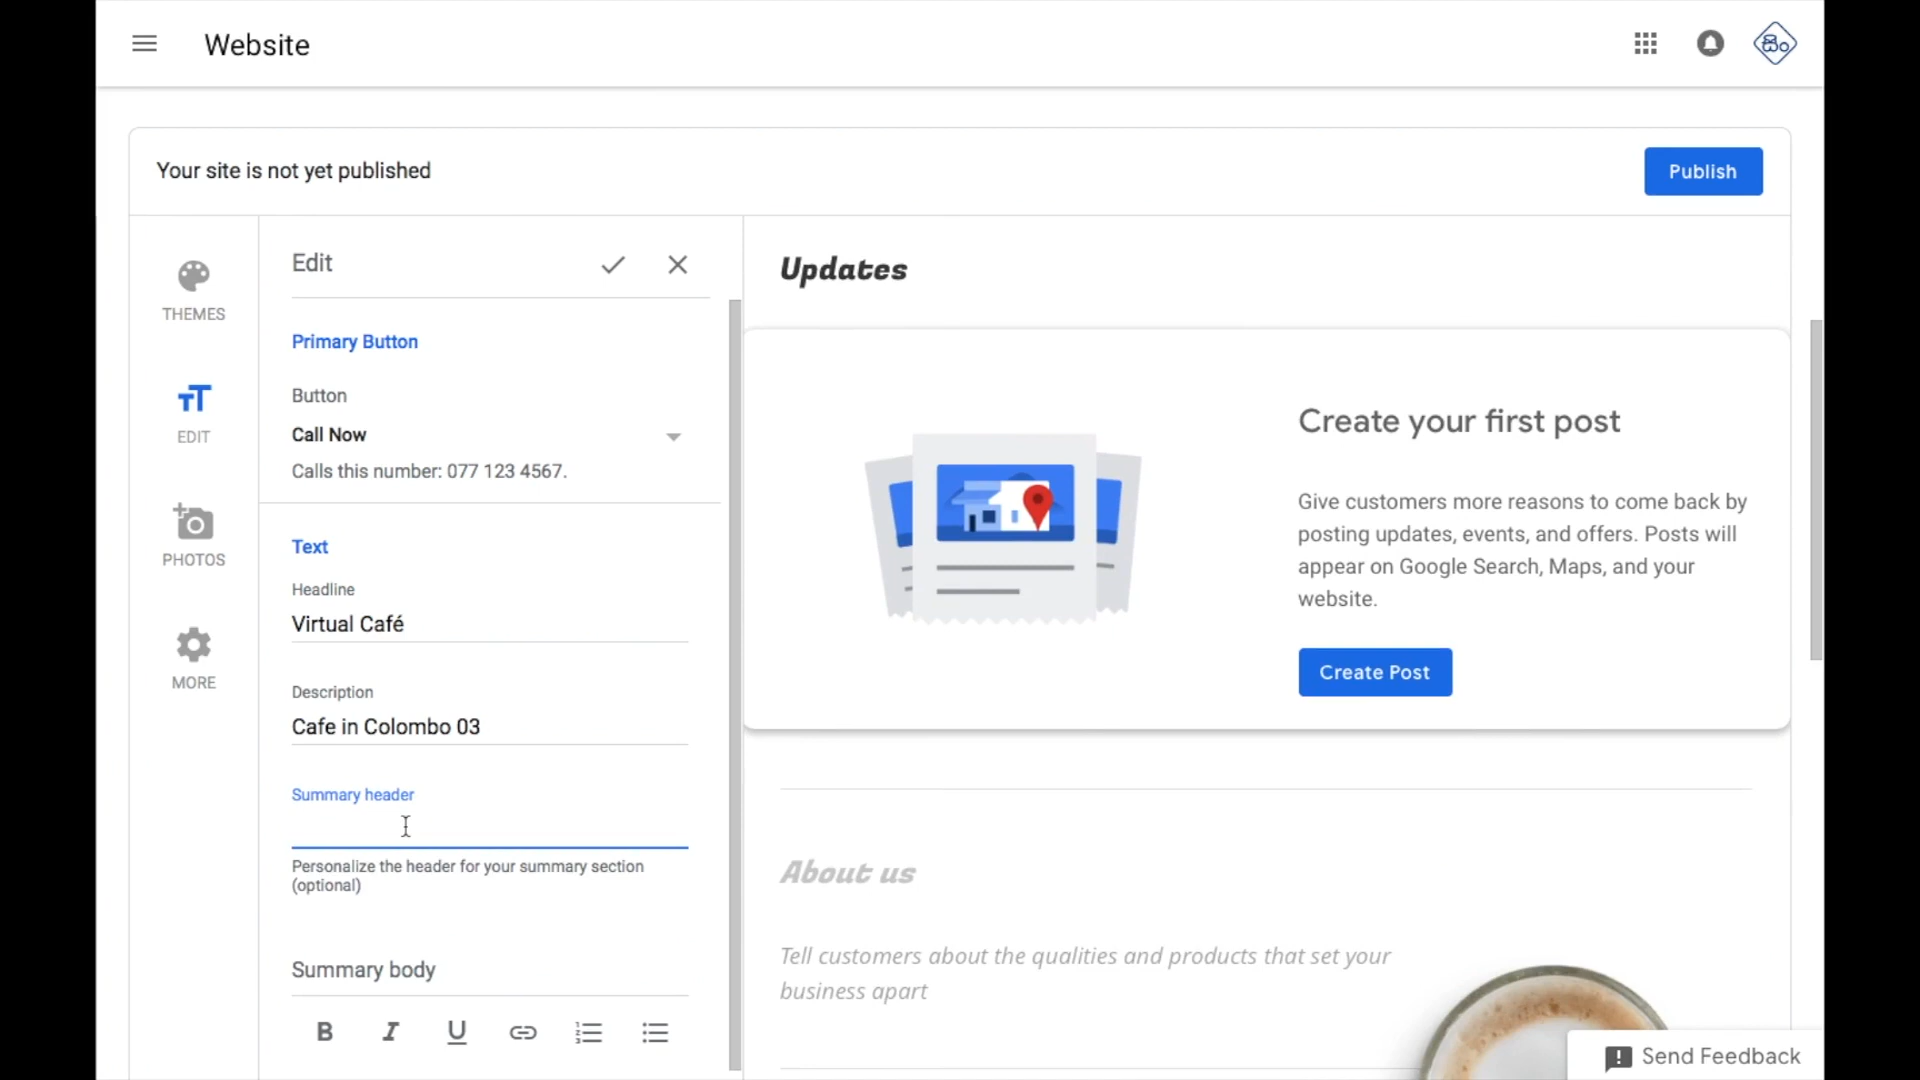 Website
සිං
Your site is not yet published
Publish
THEMES
EDIT
PHOTOS
MORE
Edit
Primary Button
Button
Call Now
Calls this number: 077 123 4567.
Text
Headline
Virtual Café
Description
Cafe in Colombo 03
Summary header
Personalize the header for your summary section
(optional)
Summary body
B I U
Updates
Create your first post
Give customers more reasons to come back by
posting updates, events, and offers. Posts will
appear on Google Search, Maps, and your
website.
Create Post
About us
Tell customers about the qualities and products that set your
business apart
Send Feedback